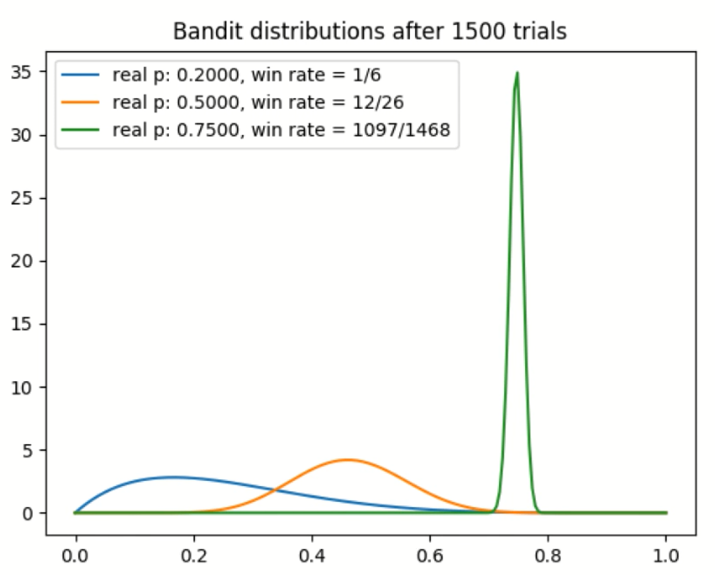 Bandit distributions after 1500 trials
real p: 0.2000, win rate = 1/6
real p: 0.5000, win rate = 12/26
real p: 0.7500, win rate = 1097/1468
35
30
25
20
15
10
5
0
0.0 0.2 0.4 0.6 0.8 1.0